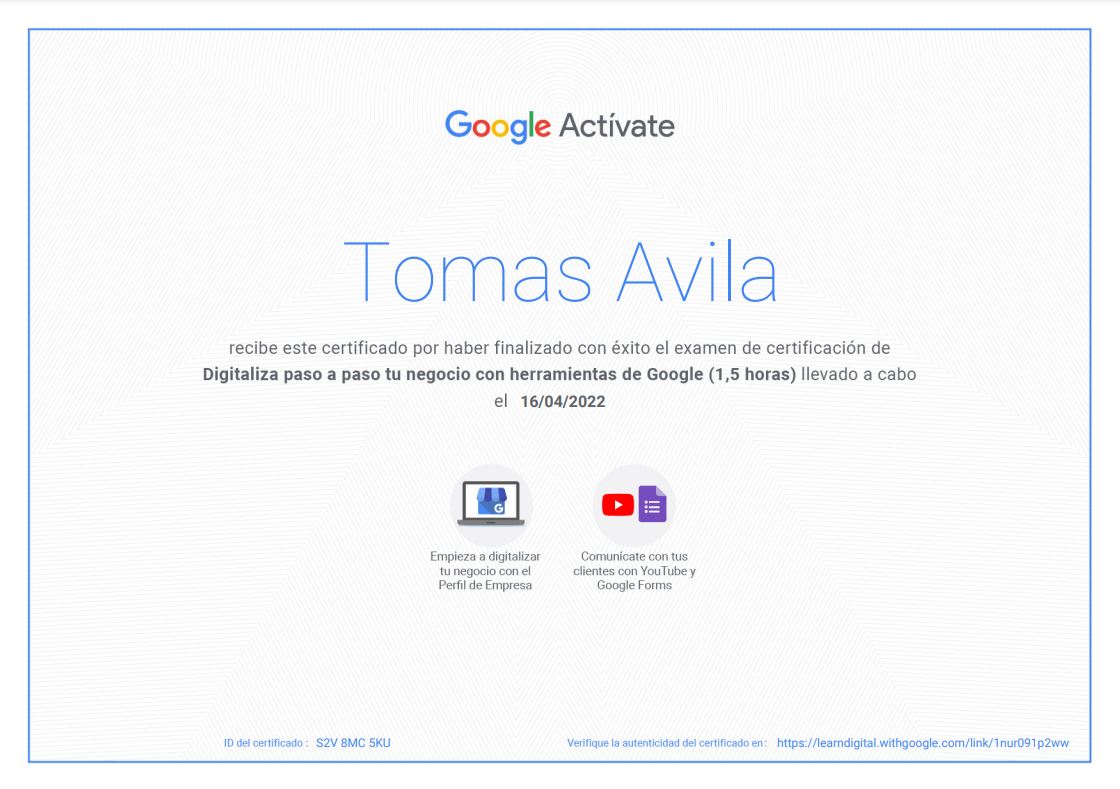 Google Actívate
Tomas Avila
recibe este certificado por haber finalizado con éxito el examen de certificación de
Digitaliza paso a paso tu negocio con herramientas de Google (1,5 horas) llevado a cabo
el 16/04/2022
Empieza a digitalizar
tu negocio con el
Perfil de Empresa
Comunícate con tus
clientes con YouTube y
Google Forms
ID del certificado : S2V 8MC 5KU
Verifique la autenticidad del certificado en : https://learndigital.withgoogle.com/link/1nur091p2ww